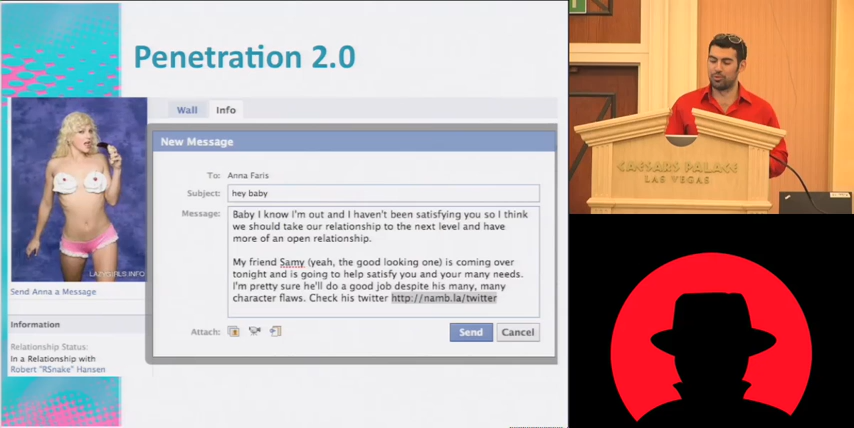 Penetration 2.0
Wall
Info
New Message
To: Anna Faris
Subject: hey baby
Message: Baby I know I'm out and I haven't been satisfying you so I think
we should take our relationship to the next level and have
more of an open relationship.
My friend Samy (yeah, the good looking one) is coming over
tonight and is going to help satisfy you and your many needs.
I'm pretty sure he'll do a good job despite his many, many
character flaws. Check his twitter http://namb.la/twitter
Attach:
Send
Cancel
LAZYGIRLS.INFO
Send Anna a Message
Information
Relationship Status:
In a Relationship with
Robert "RSnake" Hansen
CAESARS PALACE
LAS VEGAS